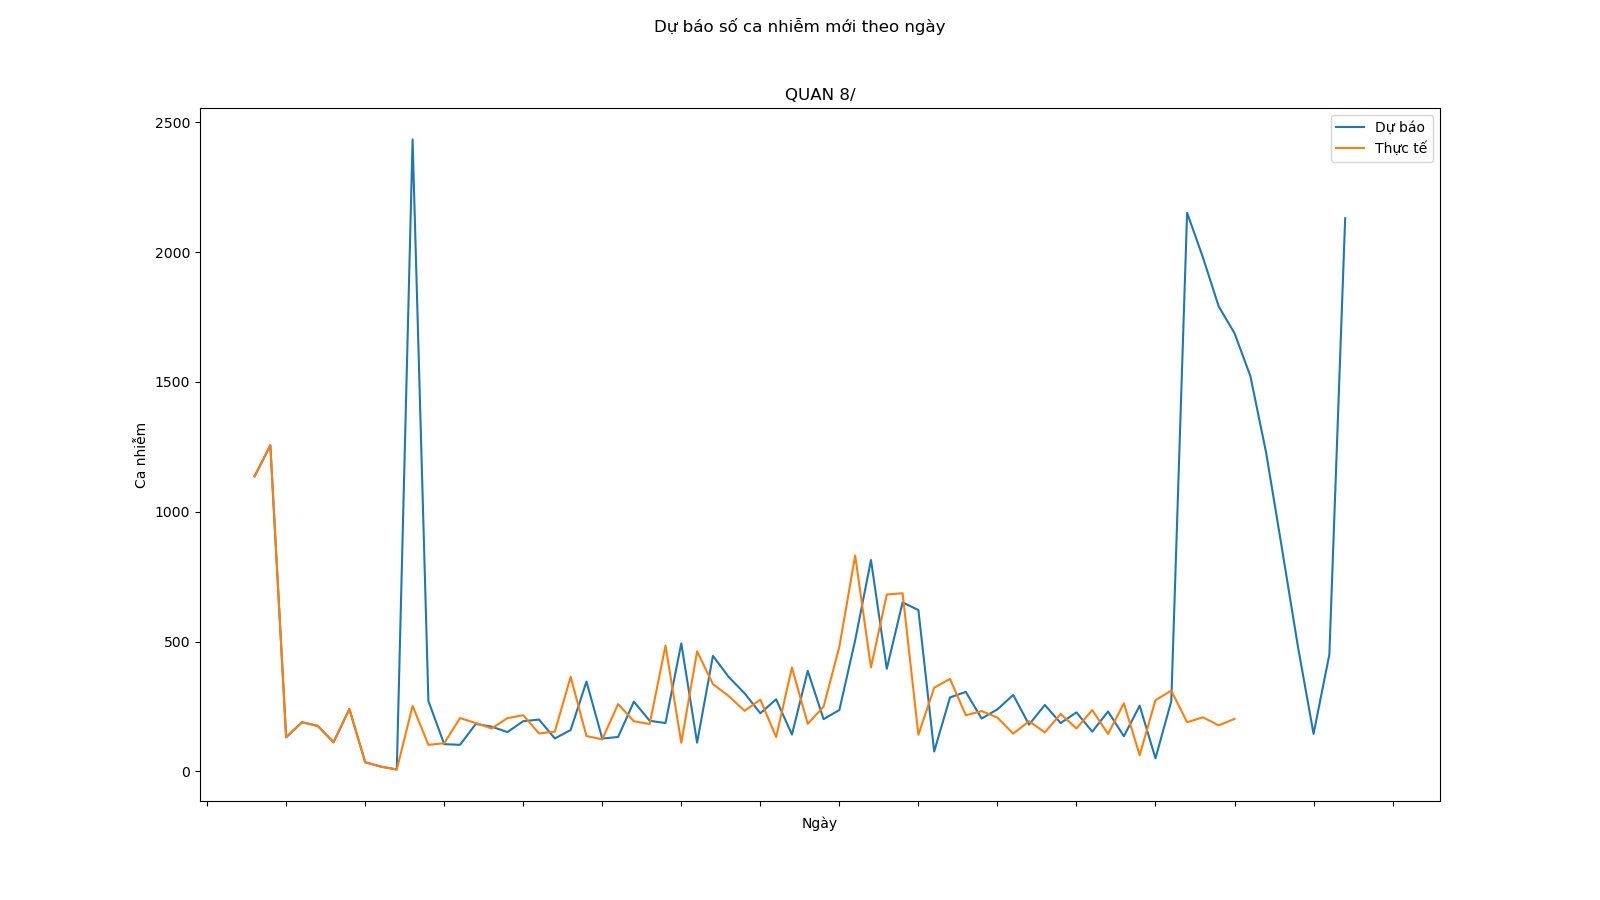 Dự báo số ca nhiễm mới theo ngày
QUAN 8/
2500
2000
1500
1000
500
0
Ca nhiễm
Ngày
Dự báo
Thực tế